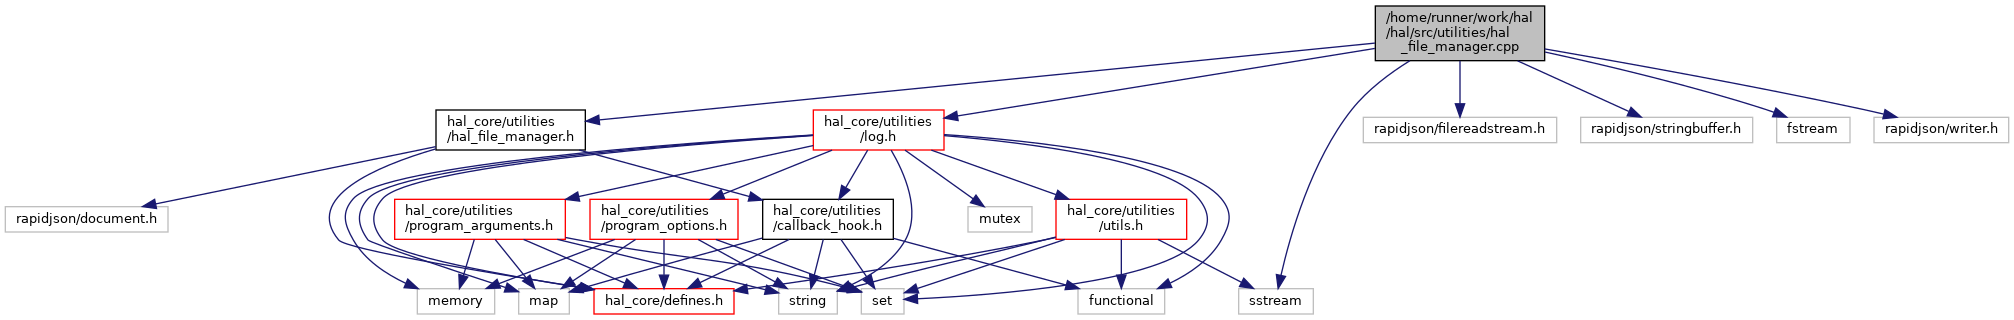 /home/runner/work/hal
/hal/src/utilities/hal
_file_manager.cpp
hal_core/utilities
/hal_file_manager.h
hal_core/utilities
/log.h
rapidjson/filereadstream.h
rapidjson/stringbuffer.h
fstream
rapidjson/writer.h
rapidjson/document.h
hal_core/utilities
/program_arguments.h
hal_core/utilities
/program_options.h
hal_core/utilities
/callback_hook.h
mutex
hal_core/utilities
/utils.h
memory
map
hal_core/defines.h
string
set
functional
sstream